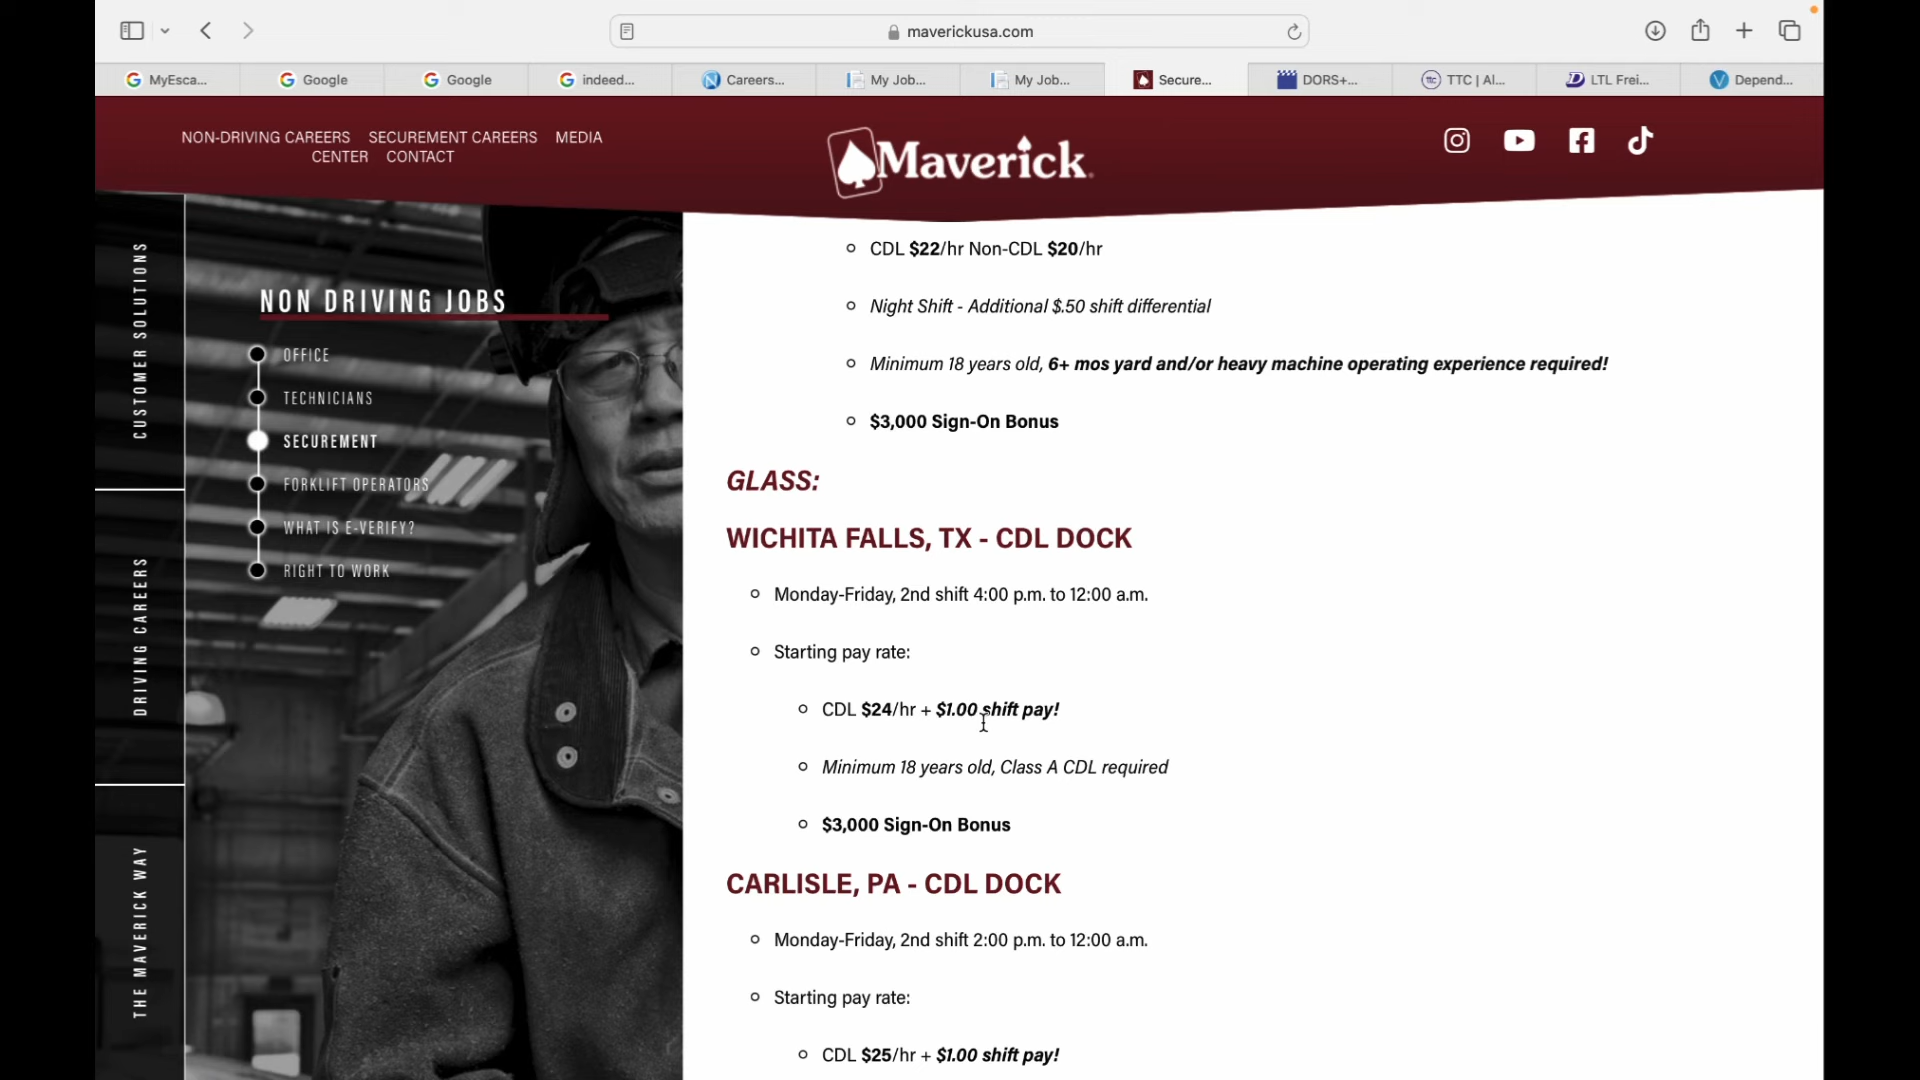 maverickusa.com
MyEsca...
Google
Google
indeed...
Careers...
My Job...
My Job...
Secure...
DORS+...
TTC | Al...
LTL Frei...
Depend...
NON-DRIVING CAREERS SECUREMENT CAREERS MEDIA
CENTER CONTACT
Maverick
CUSTOMER SOLUTIONS
DRIVING CAREERS
THE MAVERICK WAY
NON DRIVING JOBS
OFFICE
TECHNICIANS
SECUREMENT
FORKLIFT OPERATORS
WHAT IS E-VERIFY?
RIGHT TO WORK
CDL $22/hr Non-CDL $20/hr
Night Shift - Additional $.50 shift differential
Minimum 18 years old, 6+ mos yard and/or heavy machine operating experience required!
$3,000 Sign-On Bonus
GLASS:
WICHITA FALLS, TX - CDL DOCK
Monday-Friday, 2nd shift 4:00 p.m. to 12:00 a.m.
Starting pay rate:
CDL $24/hr + $1.00 shift pay!
Minimum 18 years old, Class A CDL required
$3,000 Sign-On Bonus
CARLISLE, PA - CDL DOCK
Monday-Friday, 2nd shift 2:00 p.m. to 12:00 a.m.
Starting pay rate:
CDL $25/hr + $1.00 shift pay!